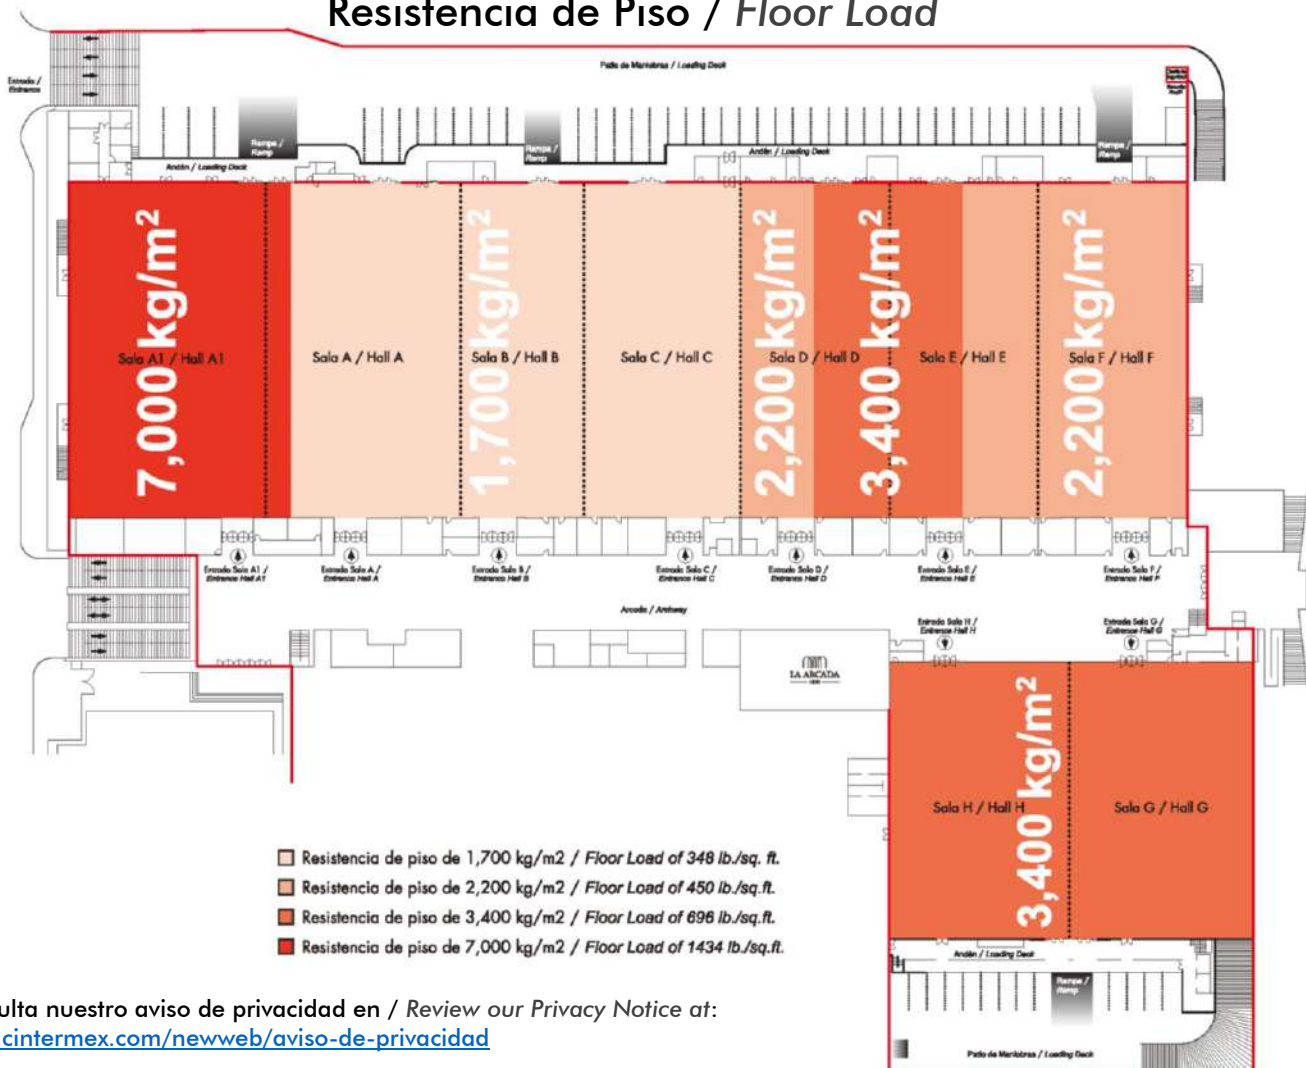 Resistencia de Piso / Floor Load
Patio de Maniobras / Loading Deck
Entrada /
Entrance
Rampa /
Ramp
Rampa /
Ramp
Rampa /
Ramp
Andén / Loading Deck
Andén / Loading Deck
7,000 kg/m²
1,700 kg/m²
2,200 kg/m²
3,400 kg/m²
2,200 kg/m²
Sala A1 / Hall A1
Sala A / Hall A
Sala B / Hall B
Sala C / Hall C
Sala D / Hall D
Sala E / Hall E
Sala F / Hall F
Entrada Sala A1 /
Entrance Hall A1
Entrada Sala A /
Entrance Hall A
Entrada Sala B /
Entrance Hall B
Entrada Sala C /
Entrance Hall C
Entrada Sala D /
Entrance Hall D
Entrada Sala E /
Entrance Hall E
Entrada Sala F /
Entrance Hall F
Arcada / Archway
Entrada Sala H /
Entrance Hall H
Entrada Sala G /
Entrance Hall G
LA ARCADA
3,400 kg/m²
Sala H / Hall H
Sala G / Hall G
Resistencia de piso de 1,700 kg/m2 / Floor Load of 348 lb./sq. ft.
Resistencia de piso de 2,200 kg/m2 / Floor Load of 450 lb./sq.ft.
Resistencia de piso de 3,400 kg/m2 / Floor Load of 696 lb./sq.ft.
Resistencia de piso de 7,000 kg/m2 / Floor Load of 1434 lb./sq.ft.
Andén / Loading Deck
Rampa /
Ramp
ulta nuestro aviso de privacidad en / Review our Privacy Notice at:
cintermex.com/newweb/aviso-de-privacidad
Patio de Maniobras / Loading Deck